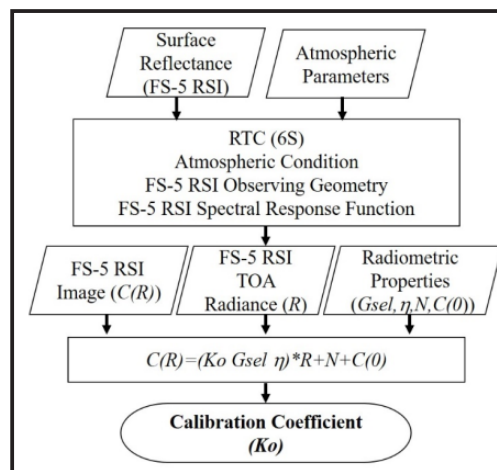 Surface
Reflectance
(FS-5 RSI)
Atmospheric
Parameters
RTC (6S)
Atmospheric Condition
FS-5 RSI Observing Geometry
FS-5 RSI Spectral Response Function
FS-5 RSI
Image (C(R))
FS-5 RSI
TOA
Radiance (R)
Radiometric
Properties
(Gsel, η,N,C(0))
C(R)=(Ko Gsel η)*R+N+C(0)
Calibration Coefficient
(Ko)